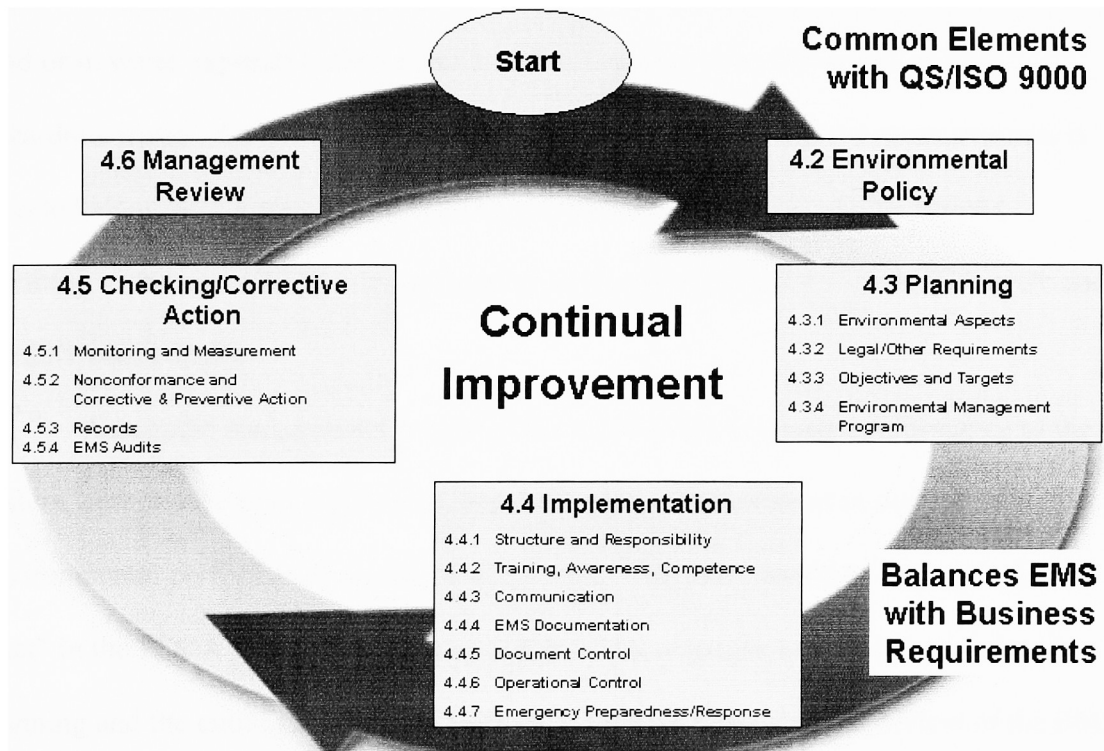 Start
Common Elements
with QS/ISO 9000
4.6 Management
Review
4.2 Environmental
Policy
4.5 Checking/Corrective
Action
4.5.1 Monitoring and Measurement
4.5.2 Nonconformance and
Corrective & Preventive Action
4.5.3 Records
4.5.4 EMS Audits
Continual
Improvement
4.3 Planning
4.3.1 Environmental Aspects
4.3.2 Legal/Other Requirements
4.3.3 Objectives and Targets
4.3.4 Environmental Management
Program
4.4 Implementation
4.4.1 Structure and Responsibility
4.4.2 Training, Awareness, Competence
4.4.3 Communication
4.4.4 EMS Documentation
4.4.5 Document Control
4.4.6 Operational Control
4.4.7 Emergency Preparedness/Response
Balances EMS
with Business
Requirements